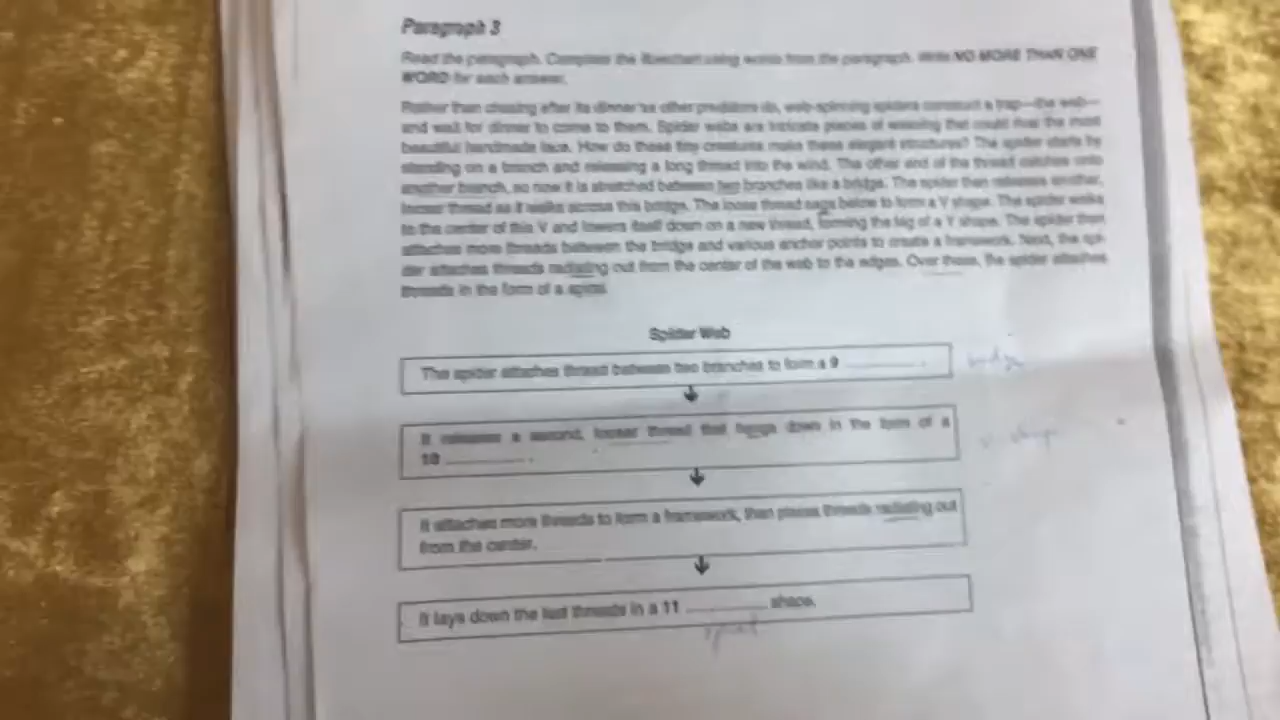 Paragraph 3
Read the paragraph. Complete the flowchart using words from the paragraph. Write NO MORE THAN ONE
WORD for each answer.
Rather than chasing after its dinner as other predators do, web-spinning spiders construct a trap—the web—
and wait for dinner to come to them. Spider webs are intricate pieces of weaving that could rival the most
beautiful handmade lace. How do these tiny creatures make these elegant structures? The spider starts by
standing on a branch and releasing a long thread into the wind. The other end of the thread catches onto
another branch, so now it is stretched between two branches like a bridge. The spider then releases another,
looser thread as it walks across this bridge. The loose thread sags below to form a V shape. The spider walks
to the center of this V and lowers itself down on a new thread, forming the leg of a Y shape. The spider then
attaches more threads between the bridge and various anchor points to create a framework. Next, the spi-
der attaches threads radiating out from the center of the web to the edges. Over these, the spider attaches
threads in the form of a spiral.
Spider Web
The spider attaches thread between two branches to form a 9 ............... .
bridge
It releases a second, looser thread that hangs down in the form of a
10 ............... .
v shape
It attaches more threads to form a framework, then places threads radiating out
from the center.
It lays down the last threads in a 11 ............... shape.
spiral